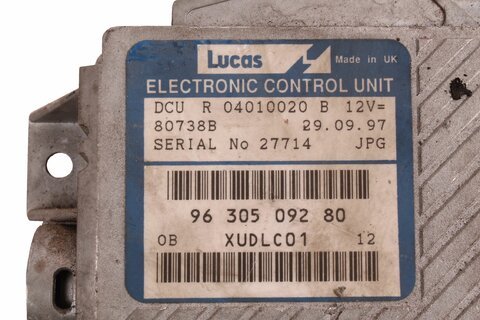 Lucas Made in UK
ELECTRONIC CONTROL UNIT
DCU R 04010020 B 12V=
80738B 29.09.97
SERIAL No 27714 JPG
96 305 092 80
OB XUDLC01 12